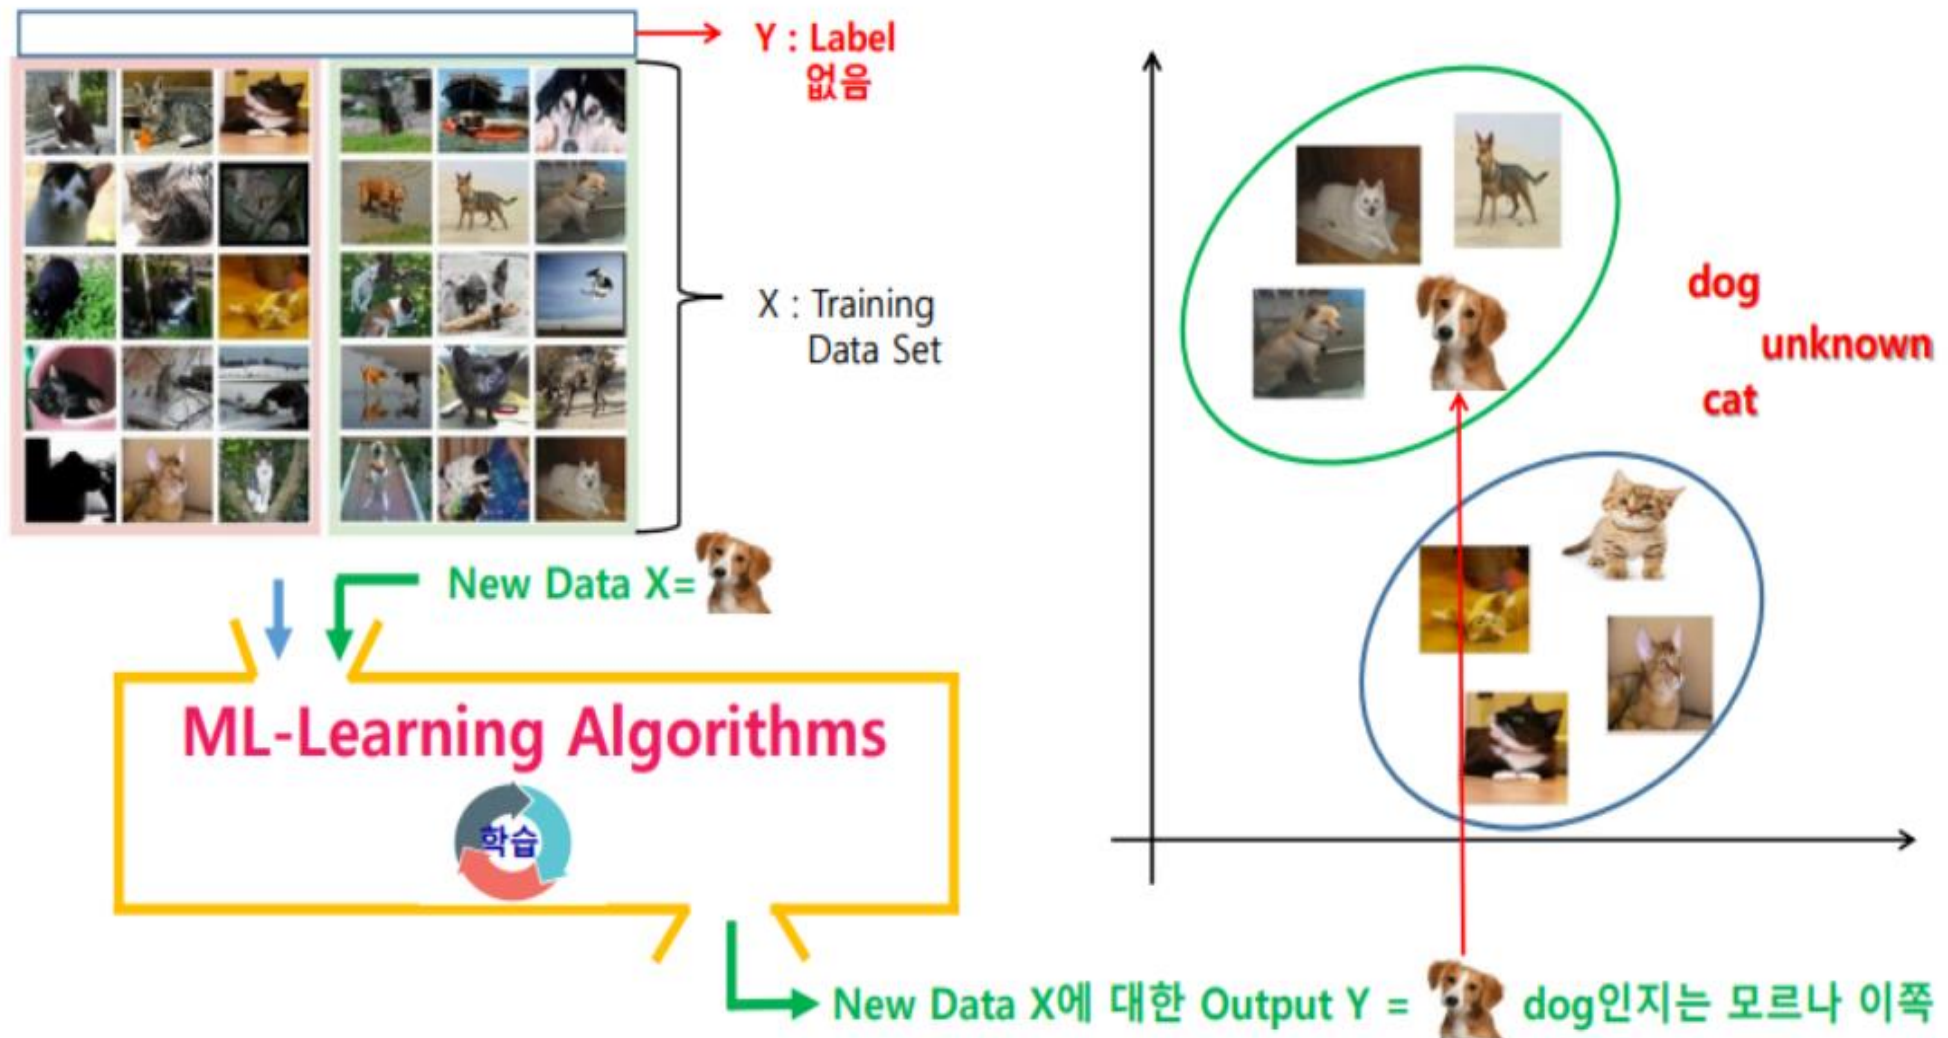 Y : Label
없음
X : Training
Data Set
dog
unknown
cat
New Data X=
ML-Learning Algorithms
학습
New Data X에 대한 Output Y = dog인지는 모르나 이쪽